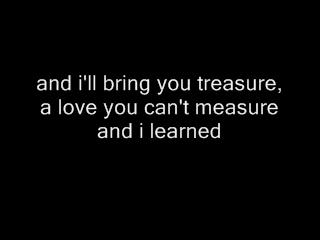 and i'll bring you treasure,
a love you can't measure
and i learned